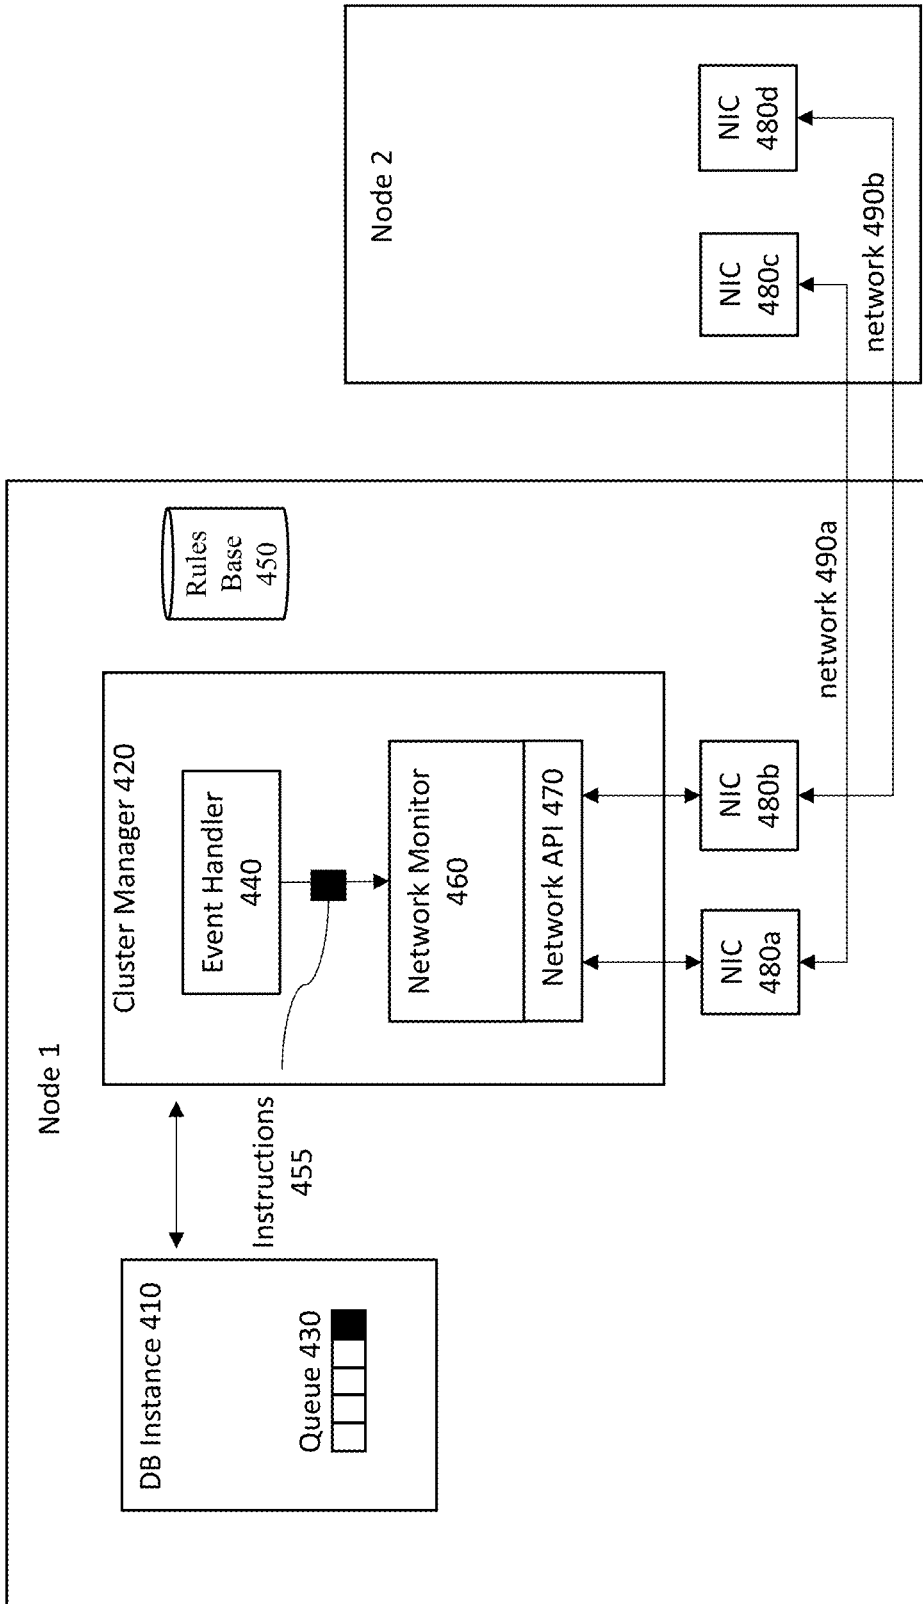 Node 1
DB Instance 410
Queue 430
Instructions
455
Cluster Manager 420
Event Handler
440
Network Monitor
460
Network API 470
Rules
Base
450
NIC
480a
NIC
480b
network 490a
Node 2
NIC
480c
NIC
480d
network 490b